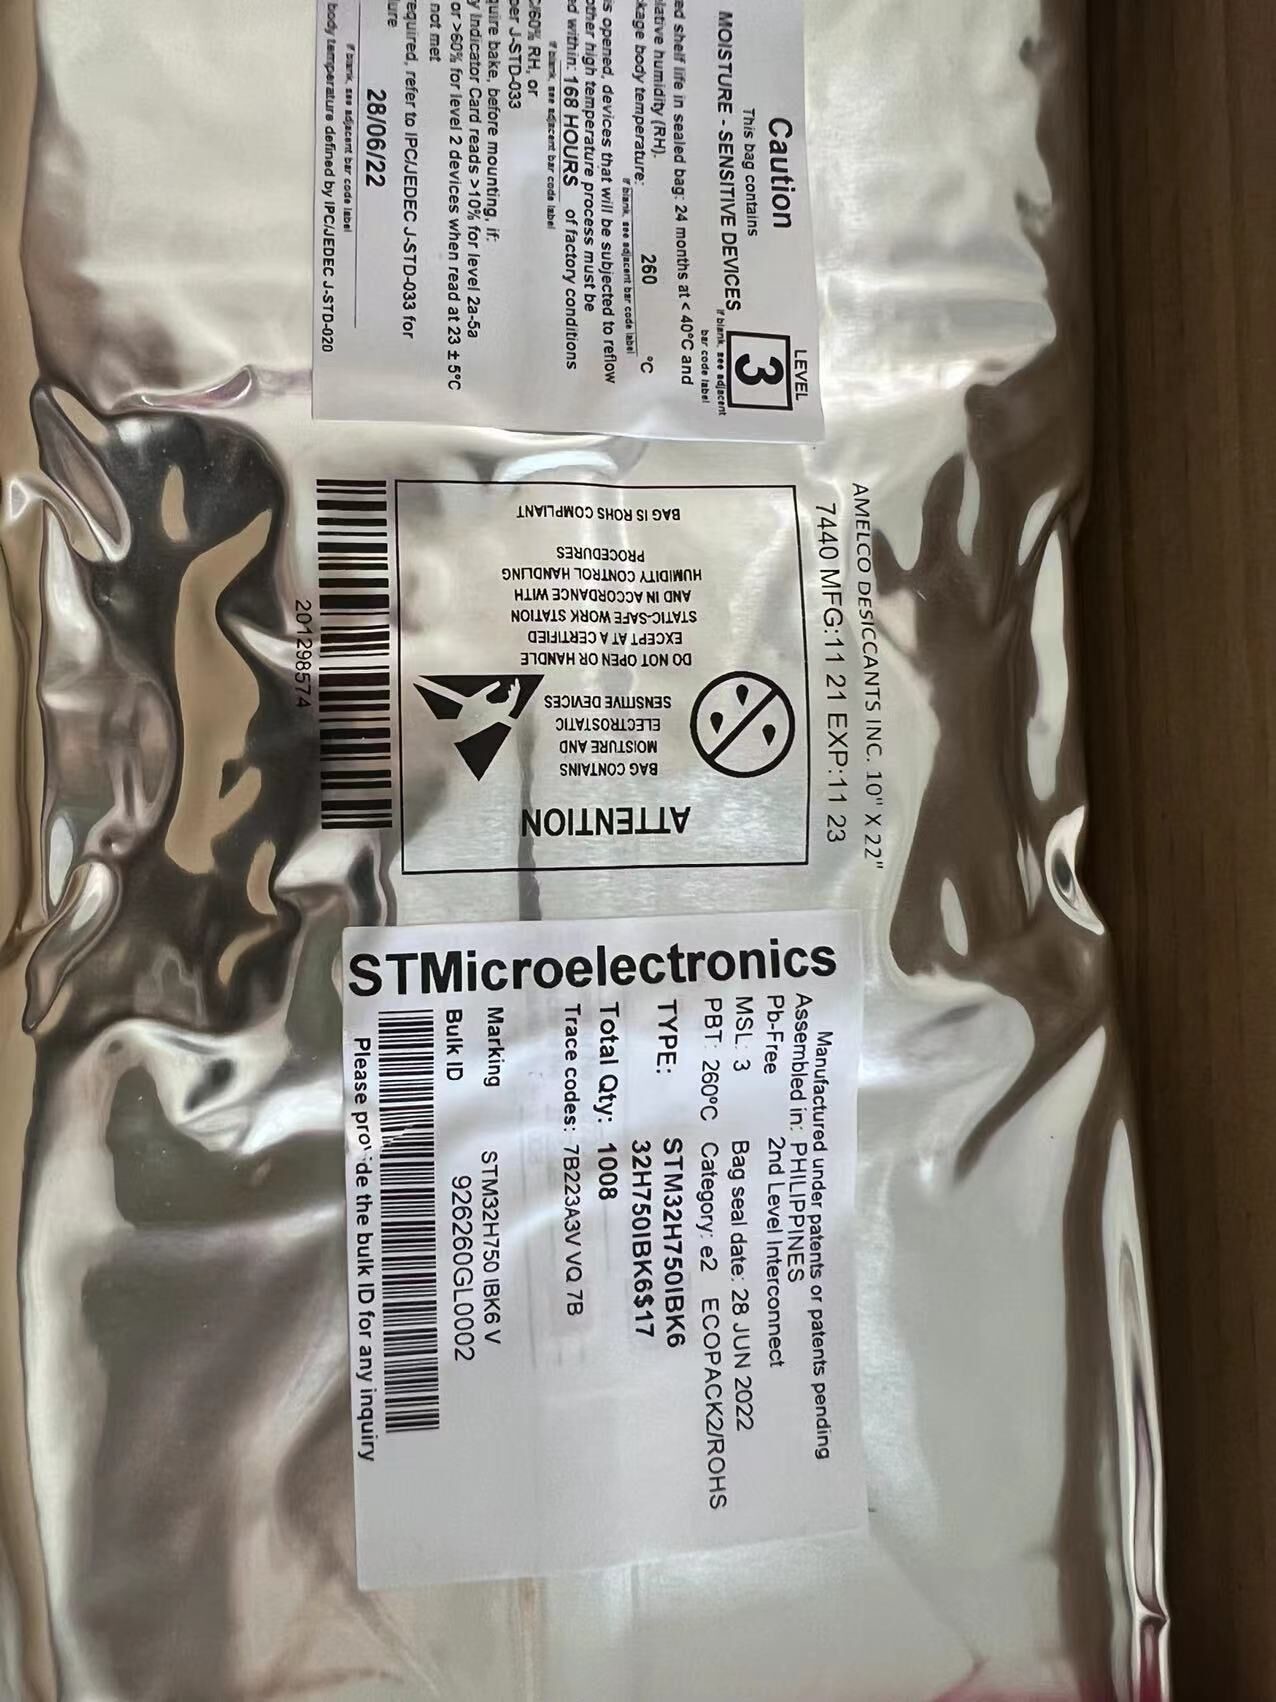 Caution
This bag contains
MOISTURE - SENSITIVE DEVICES
LEVEL
3
If blank, see adjacent
bar code label
ed shelf life in sealed bag: 24 months at < 40°C and
lative humidity (RH).
kage body temperature: 260 °C
If blank, see adjacent bar code label
is opened, devices that will be subjected to reflow
other high temperature process must be
ed within: 168 HOURS of factory conditions
If blank, see adjacent bar code label
C/60% RH, or
per J-STD-033
quire bake, before mounting, if:
y Indicator Card reads >10% for level 2a-5a
or >60% for level 2 devices when read at 23 ± 5°C
not met
equired, refer to IPC/JEDEC J-STD-033 for
lure
28/06/22
If blank, see adjacent bar code label
body temperature defined by IPC/JEDEC J-STD-020
AMELCO DESICCANTS INC. 10" X 22"
7440 MFG:11 21 EXP:11 23
ATTENTION
BAG CONTAINS
MOISTURE AND
ELECTROSTATIC
SENSITIVE DEVICES
DO NOT OPEN OR HANDLE
EXCEPT AT A CERTIFIED
STATIC-SAFE WORK STATION
AND IN ACCORDANCE WITH
HUMIDITY CONTROL HANDLING
PROCEDURES
BAG IS ROHS COMPLIANT
201298574
STMicroelectronics
Manufactured under patents or patents pending
Assembled in: PHILIPPINES
Pb-Free 2nd Level Interconnect
MSL: 3 Bag seal date: 28 JUN 2022
PBT: 260ºC Category: e2 ECOPACK2/ROHS
TYPE: STM32H750IBK6
32H750IBK6$17
Total Qty: 1008
Trace codes: 7B223A3V VQ 7B
Marking STM32H750 IBK6 V
Bulk ID 926260GL0002
Please provide the bulk ID for any inquiry